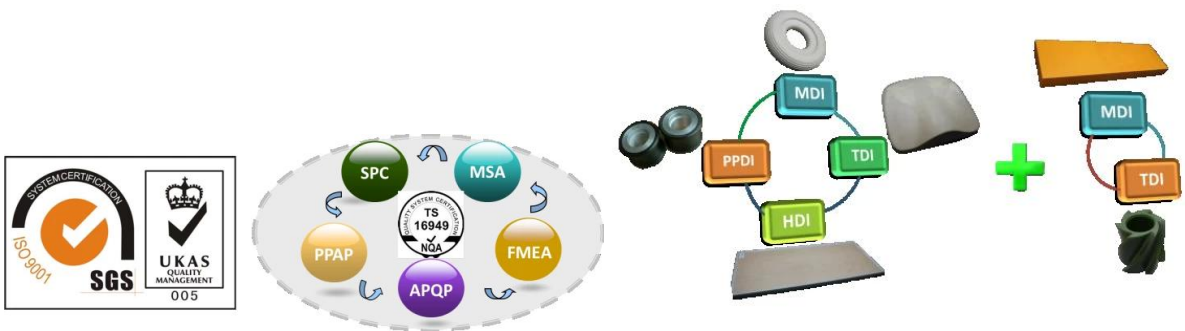 SYSTEM CERTIFICATION
ISO 9001
SGS
UKAS
QUALITY
MANAGEMENT
005
SPC
MSA
PPAP
FMEA
APQP
QUALITY SYSTEM CERTIFICATION
TS
16949
NQA
MDI
PPDI
TDI
HDI
MDI
TDI